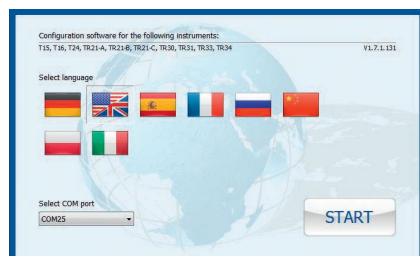 Configuration software for the following instruments:
T15, T16, T24, TR21-A, TR21-B, TR21-C, TR30, TR31, TR33, TR34 V1.7.1.131
Select language
Select COM port
COM25
START